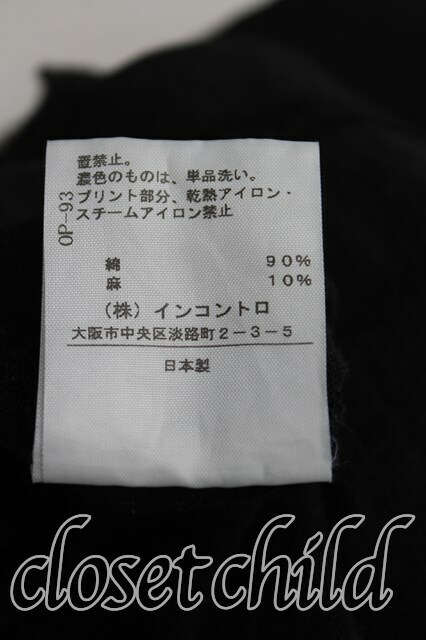 置禁止。
濃色のものは、単品洗い。
プリント部分、乾熱アイロン・
スチームアイロン禁止
OP-93
綿 90%
麻 10%
(株)インコントロ
大阪市中央区淡路町2-3-5
日本製
closet child